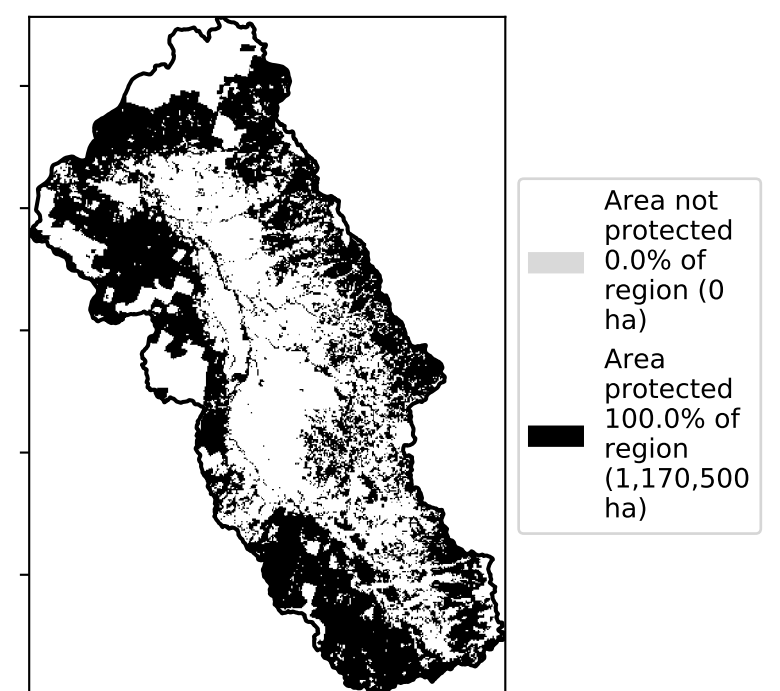 Area not
protected
0.0% of
region (0
ha)
Area
protected
100.0% of
region
(1,170,500
ha)